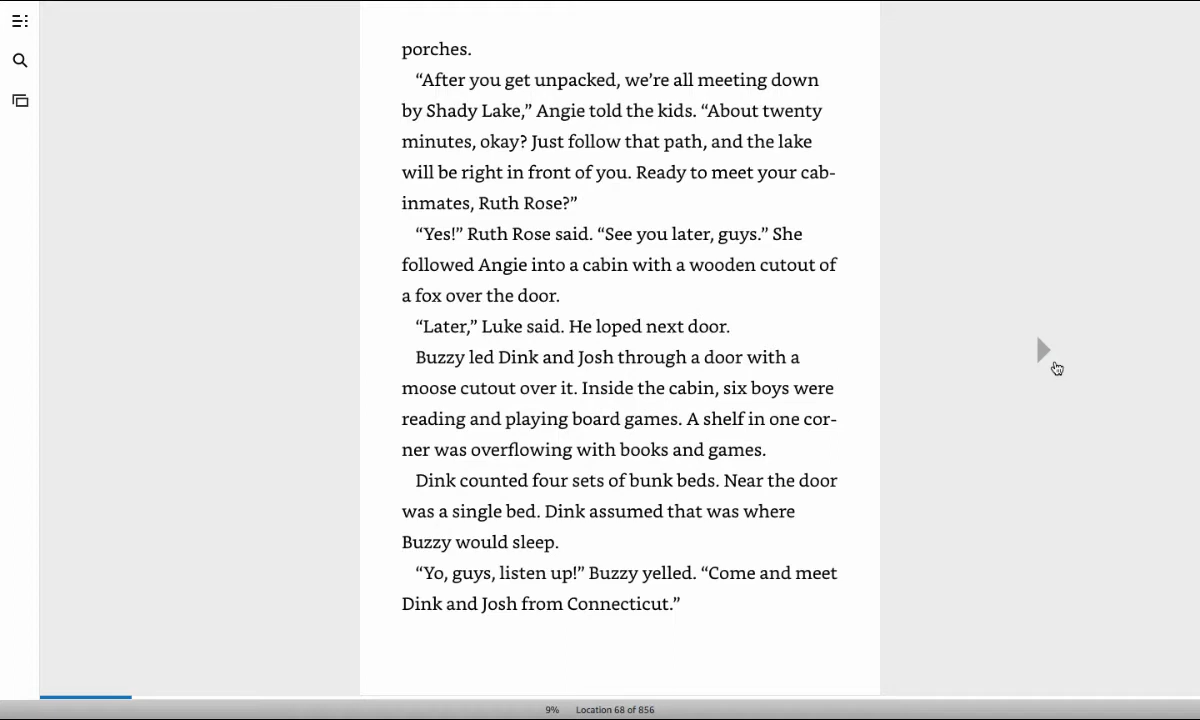 porches.
“After you get unpacked, we’re all meeting down
by Shady Lake,” Angie told the kids. “About twenty
minutes, okay? Just follow that path, and the lake
will be right in front of you. Ready to meet your cab-
inmates, Ruth Rose?”
“Yes!” Ruth Rose said. “See you later, guys.” She
followed Angie into a cabin with a wooden cutout of
a fox over the door.
“Later,” Luke said. He loped next door.
Buzzy led Dink and Josh through a door with a
moose cutout over it. Inside the cabin, six boys were
reading and playing board games. A shelf in one cor-
ner was overflowing with books and games.
Dink counted four sets of bunk beds. Near the door
was a single bed. Dink assumed that was where
Buzzy would sleep.
“Yo, guys, listen up!” Buzzy yelled. “Come and meet
Dink and Josh from Connecticut.”
9% Location 68 of 856